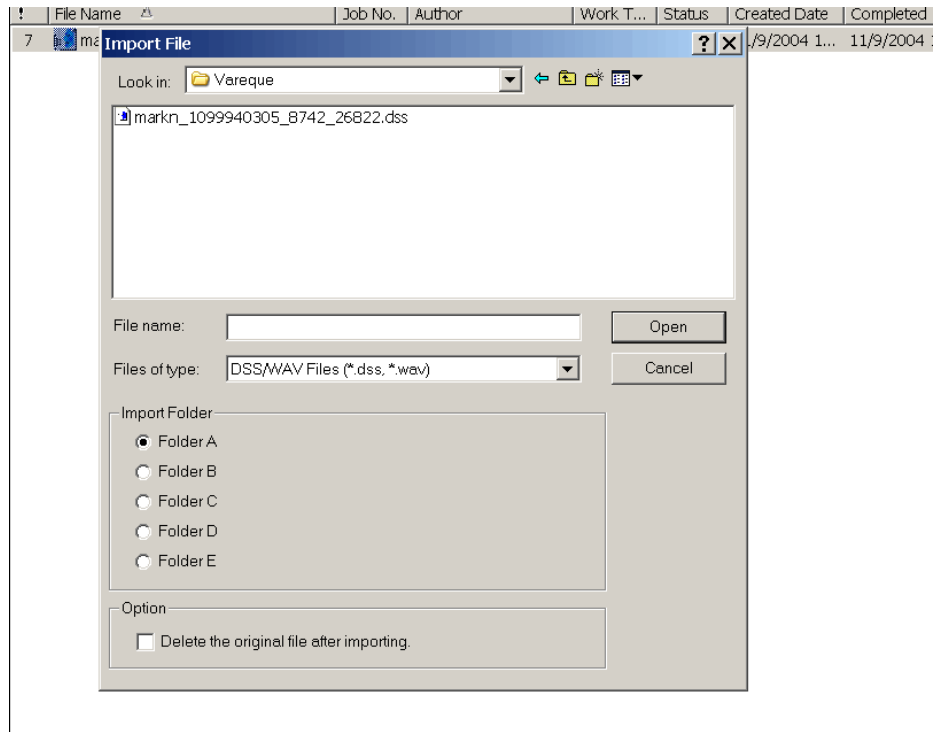 ! File Name Job No. Author Work T... Status Created Date Completed
7 ma /9/2004 1... 11/9/2004
Import File
Look in: Vareque
markn_1099940305_8742_26822.dss
File name: Open
Files of type: DSS/WAV Files (*.dss, *.wav) Cancel
Import Folder
Folder A
Folder B
Folder C
Folder D
Folder E
Option
Delete the original file after importing.